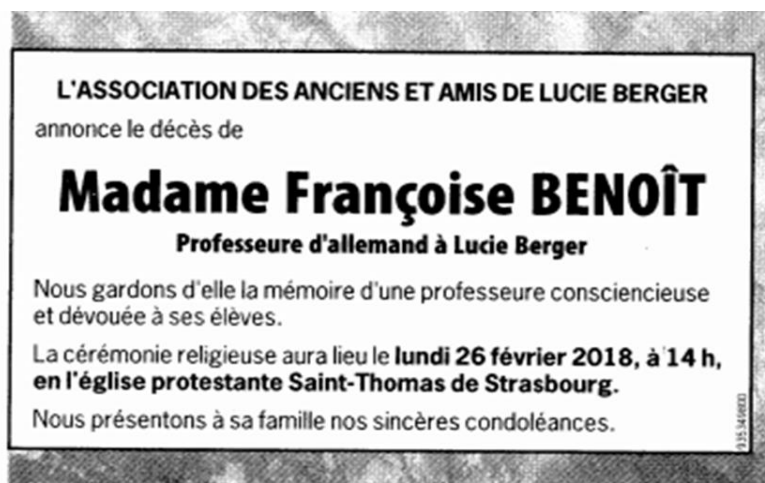 L'ASSOCIATION DES ANCIENS ET AMIS DE LUCIE BERGER
annonce le décès de
Madame Françoise BENOÎT
Professeure d'allemand à Lucie Berger
Nous gardons d'elle la mémoire d'une professeure consciencieuse
et dévouée à ses élèves.
La cérémonie religieuse aura lieu le lundi 26 février 2018, à 14 h,
en l'église protestante Saint-Thomas de Strasbourg.
Nous présentons à sa famille nos sincères condoléances.